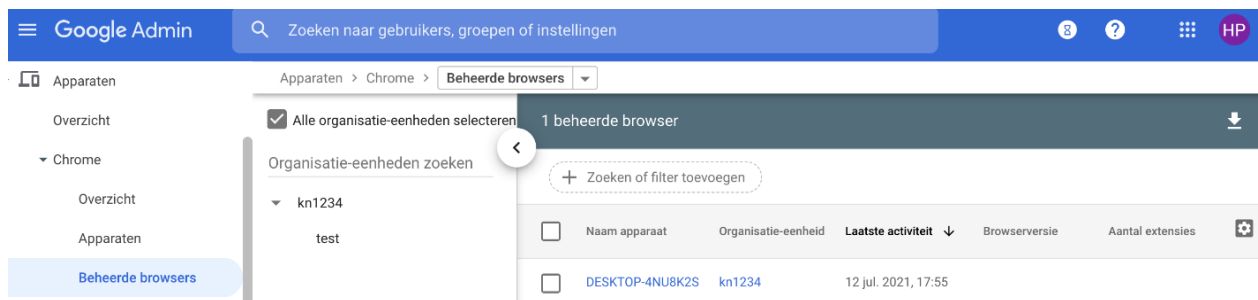 Google Admin
Zoeken naar gebruikers, groepen of instellingen
HP
Apparaten
Overzicht
Chrome
Overzicht
Apparaten
Beheerde browsers
Apparaten > Chrome > Beheerde browsers
Alle organisatie-eenheden selecteren
Organisatie-eenheden zoeken
kn1234
test
1 beheerde browser
Zoeken of filter toevoegen
Naam apparaat Organisatie-eenheid Laatste activiteit Browserversie Aantal extensies
DESKTOP-4NU8K2S kn1234 12 jul. 2021, 17:55